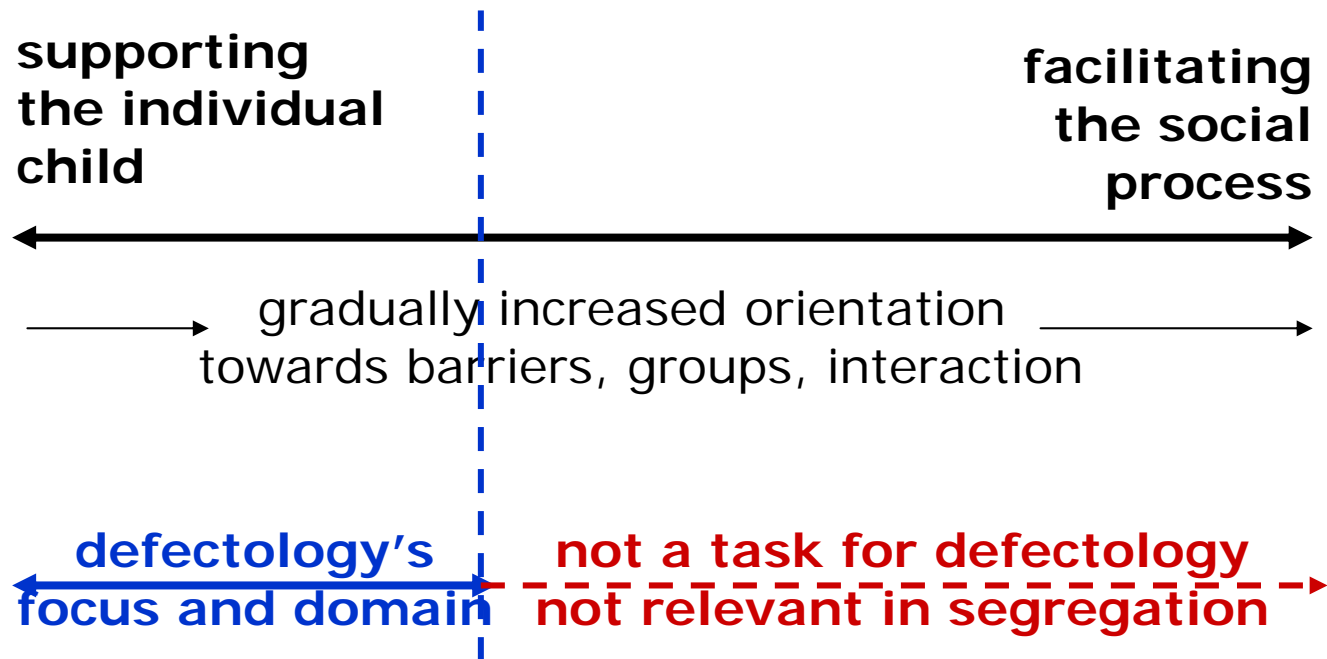 supporting
the individual
child
facilitating
the social
process
gradually increased orientation
towards barriers, groups, interaction
defectology's
focus and domain
not a task for defectology
not relevant in segregation